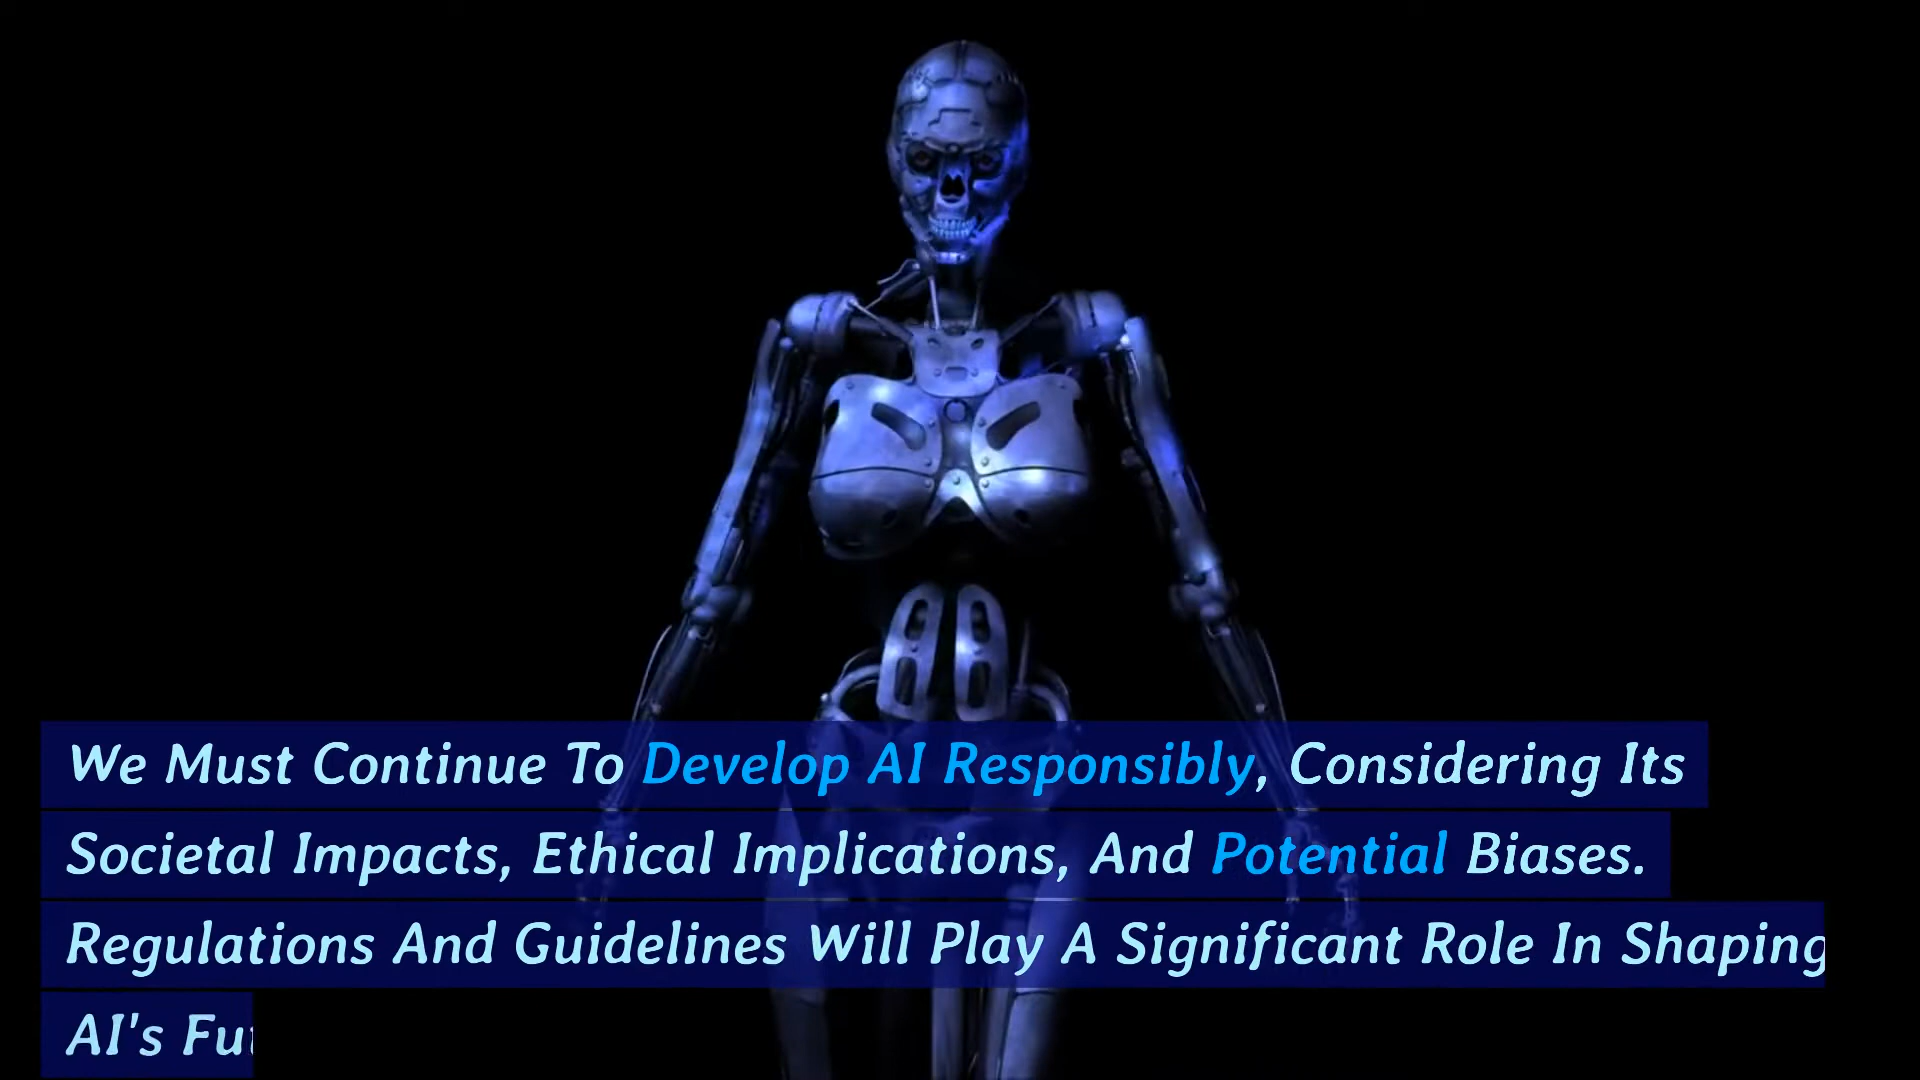 We Must Continue To Develop AI Responsibly, Considering Its
Societal Impacts, Ethical Implications, And Potential Biases.
Regulations And Guidelines Will Play A Significant Role In Shaping
AI's Fut